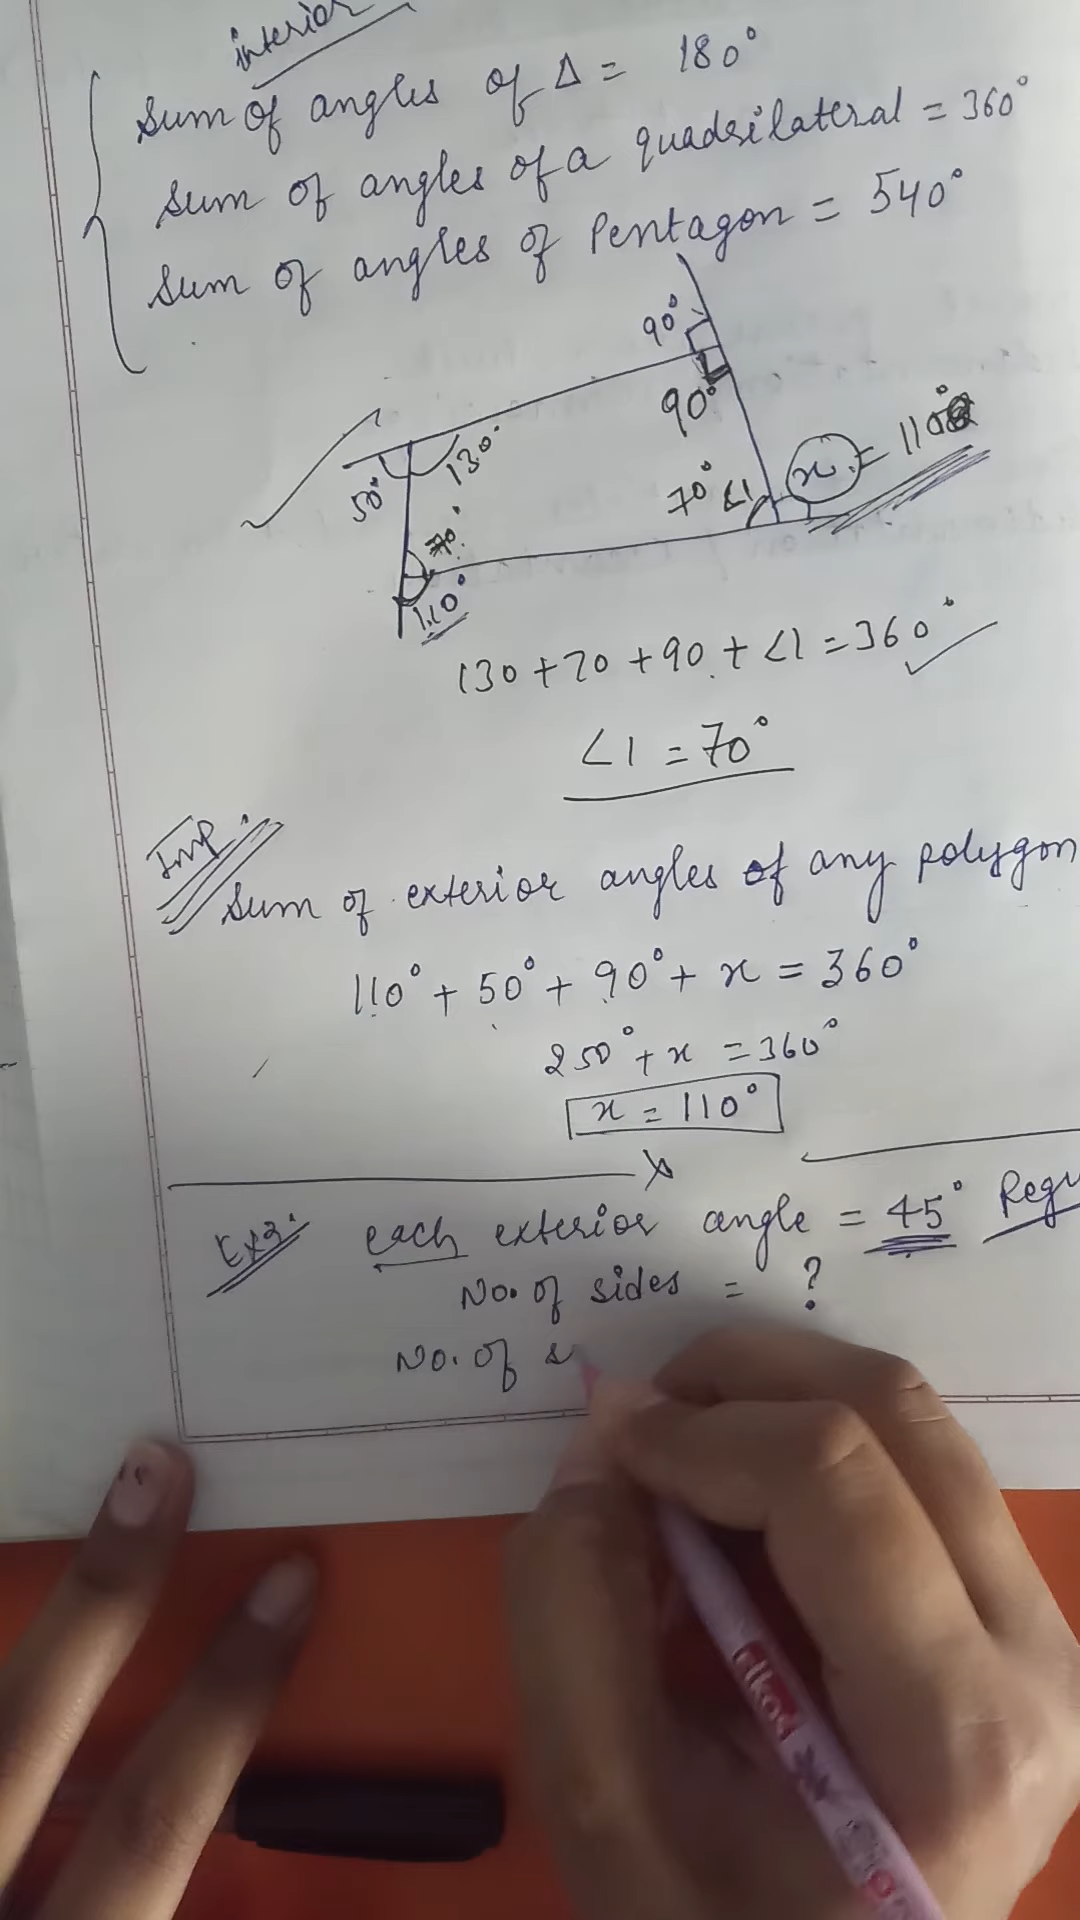 interior
Sum of angles of Δ = 180°
Sum of angles of a quadrilateral = 360°
Sum of angles of Pentagon = 540°
90°
90°
130°
50°
70° ∠1
x = 110°
70°
110°
130 + 70 + 90 + ∠1 = 360°
∠1 = 70°
Imp.
Sum of exterior angles of any polygon
110° + 50° + 90° + x = 360°
250° + x = 360°
x = 110°
Ex3. each exterior angle = 45° Regu
No. of sides = ?
No. of s
elkos